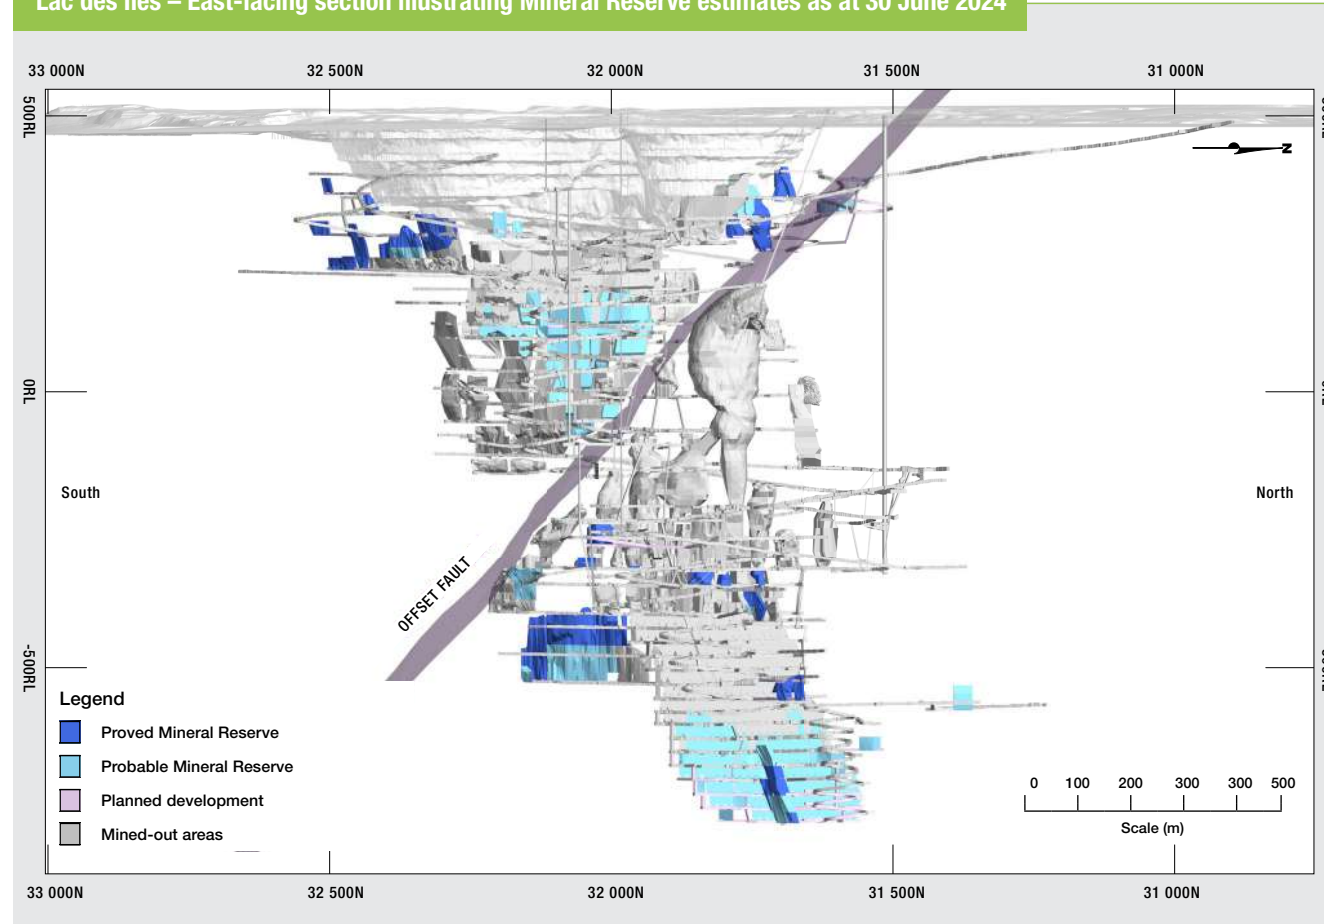 Lac des Iles – East-facing section illustrating Mineral Reserve estimates as at 30 June 2024
33 000N 32 500N 32 000N 31 500N 31 000N
500RL
N
0RL
South
North
OFFSET FAULT
-500RL
Legend
Proved Mineral Reserve
Probable Mineral Reserve
Planned development
Mined-out areas
0 100 200 300 300 500
Scale (m)
33 000N 32 500N 32 000N 31 500N 31 000N